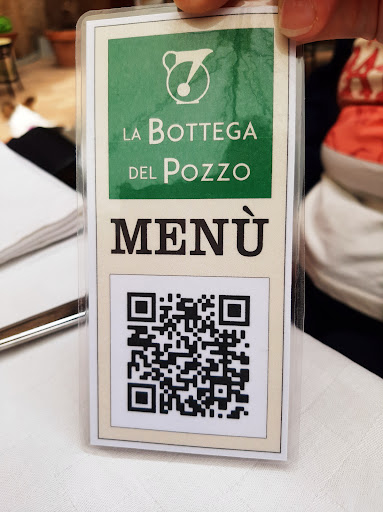 LA BOTTEGA
DEL POZZO
MENÙ